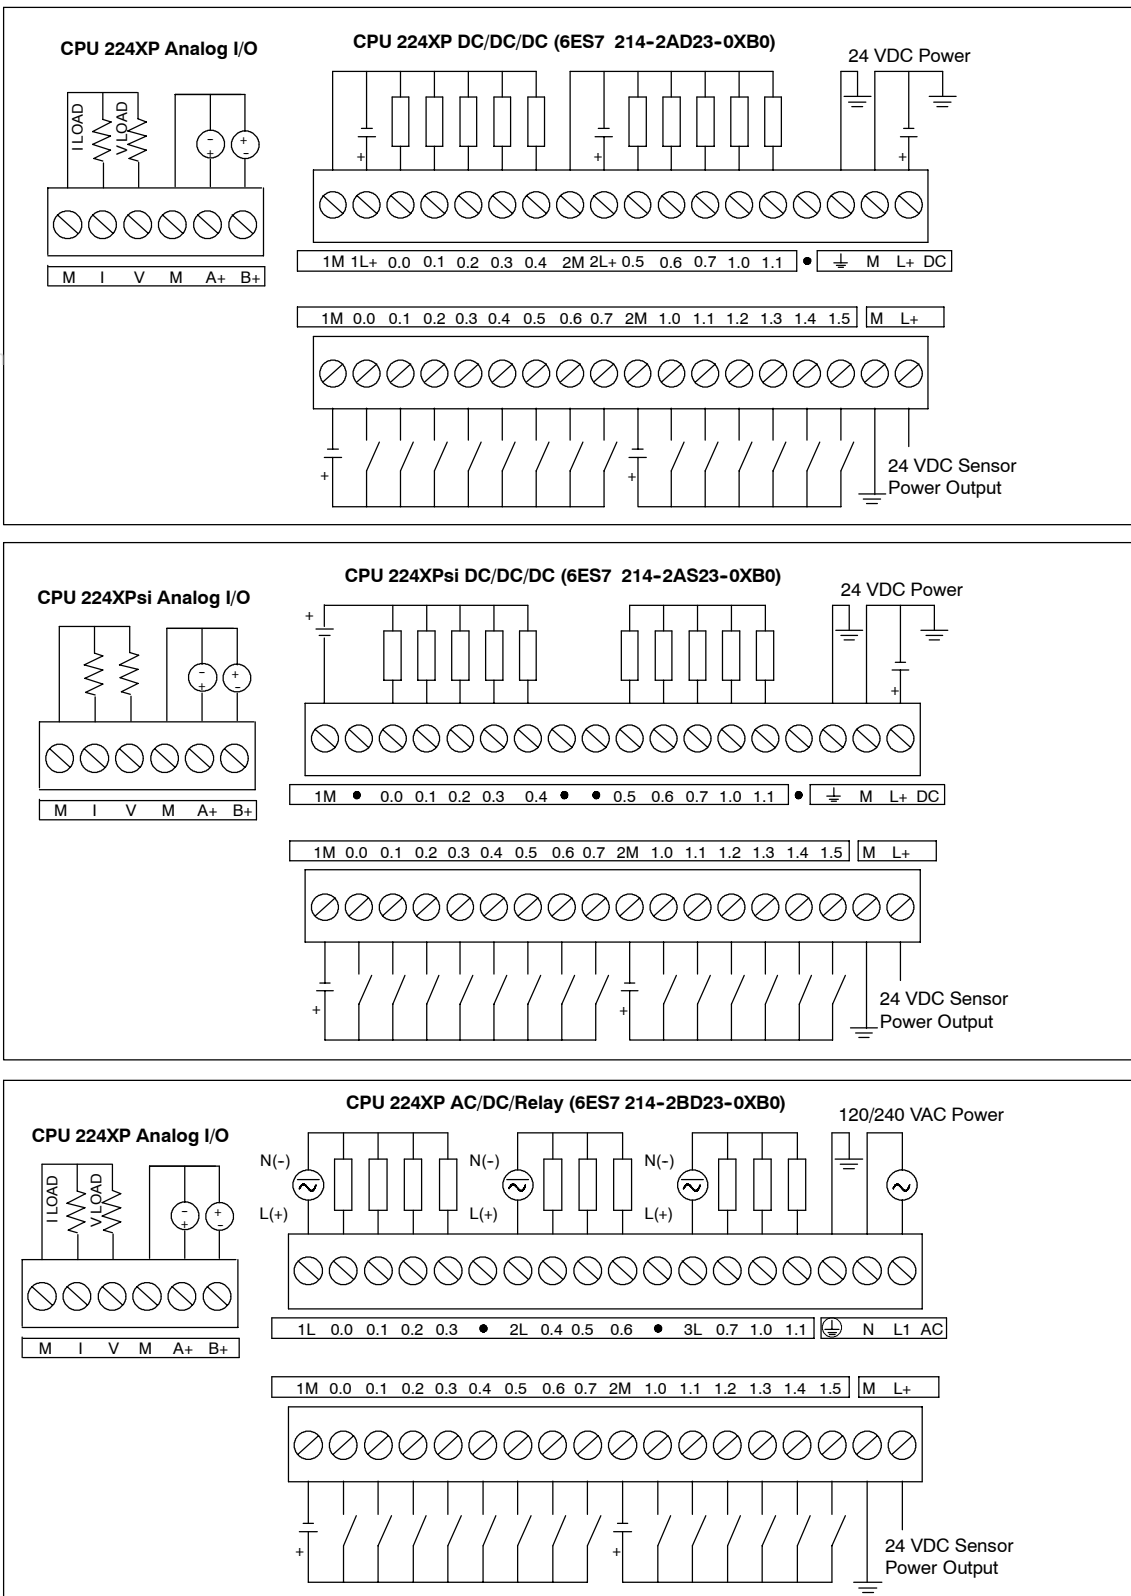 CPU 224XP Analog I/O
CPU 224XP DC/DC/DC (6ES7 214-2AD23-0XB0)
24 VDC Power
I LOAD
V LOAD
- + + -
+ + +
M I V M A+ B+
1M 1L+ 0.0 0.1 0.2 0.3 0.4 2M 2L+ 0.5 0.6 0.7 1.0 1.1 ● M L+ DC
1M 0.0 0.1 0.2 0.3 0.4 0.5 0.6 0.7 2M 1.0 1.1 1.2 1.3 1.4 1.5 M L+
+ +
24 VDC Sensor
Power Output
CPU 224XPsi Analog I/O
CPU 224XPsi DC/DC/DC (6ES7 214-2AS23-0XB0)
24 VDC Power
- + + -
+ +
M I V M A+ B+
1M ● 0.0 0.1 0.2 0.3 0.4 ● ● 0.5 0.6 0.7 1.0 1.1 ● M L+ DC
1M 0.0 0.1 0.2 0.3 0.4 0.5 0.6 0.7 2M 1.0 1.1 1.2 1.3 1.4 1.5 M L+
+ +
24 VDC Sensor
Power Output
CPU 224XP Analog I/O
CPU 224XP AC/DC/Relay (6ES7 214-2BD23-0XB0)
120/240 VAC Power
I LOAD
V LOAD
- + + -
N(-) N(-) N(-)
L(+) L(+) L(+)
M I V M A+ B+
1L 0.0 0.1 0.2 0.3 ● 2L 0.4 0.5 0.6 ● 3L 0.7 1.0 1.1 N L1 AC
1M 0.0 0.1 0.2 0.3 0.4 0.5 0.6 0.7 2M 1.0 1.1 1.2 1.3 1.4 1.5 M L+
+ +
24 VDC Sensor
Power Output